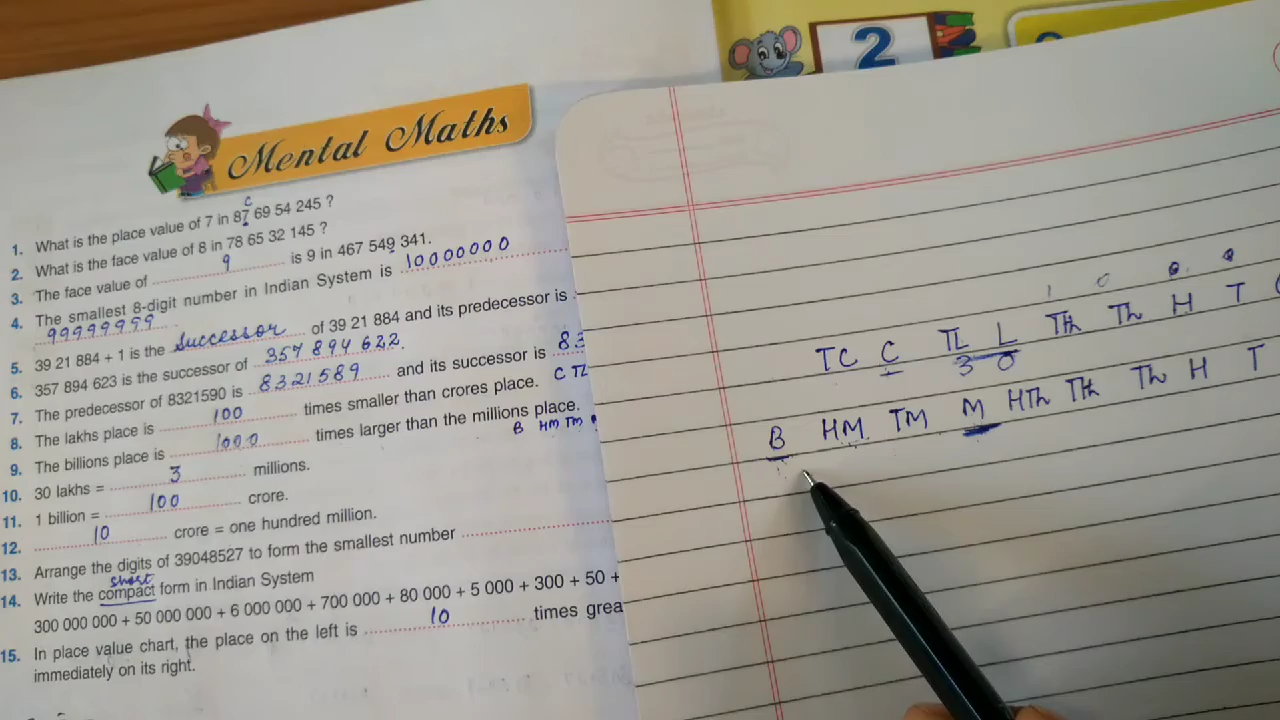 2
Mental Maths
C
1. What is the place value of 7 in 87 69 54 245 ?
2. What is the face value of 8 in 78 65 32 145 ?
3. The face value of 9 is 9 in 467 549 341.
4. The smallest 8-digit number in Indian System is 10000000
99999999
5. 39 21 884 + 1 is the successor of 39 21 884 and its predecessor is
6. 357 894 623 is the successor of 357 894 622.
7. The predecessor of 8321590 is 8321589 and its successor is 83
8. The lakhs place is 100 times smaller than crores place. C TL
9. The billions place is 1000 times larger than the millions place.
B HM TM
10. 30 lakhs = 3 millions.
11. 1 billion = 100 crore.
12. 10 crore = one hundred million.
13. Arrange the digits of 39048527 to form the smallest number
short
14. Write the compact form in Indian System
300 000 000 + 50 000 000 + 6 000 000 + 700 000 + 80 000 + 5 000 + 300 + 50 +
15. In place value chart, the place on the left is 10 times grea
immediately on its right.
1 0 0 0
TC C TL L TTh Th H T
3 0
B HM TM M HTh TTh Th H T